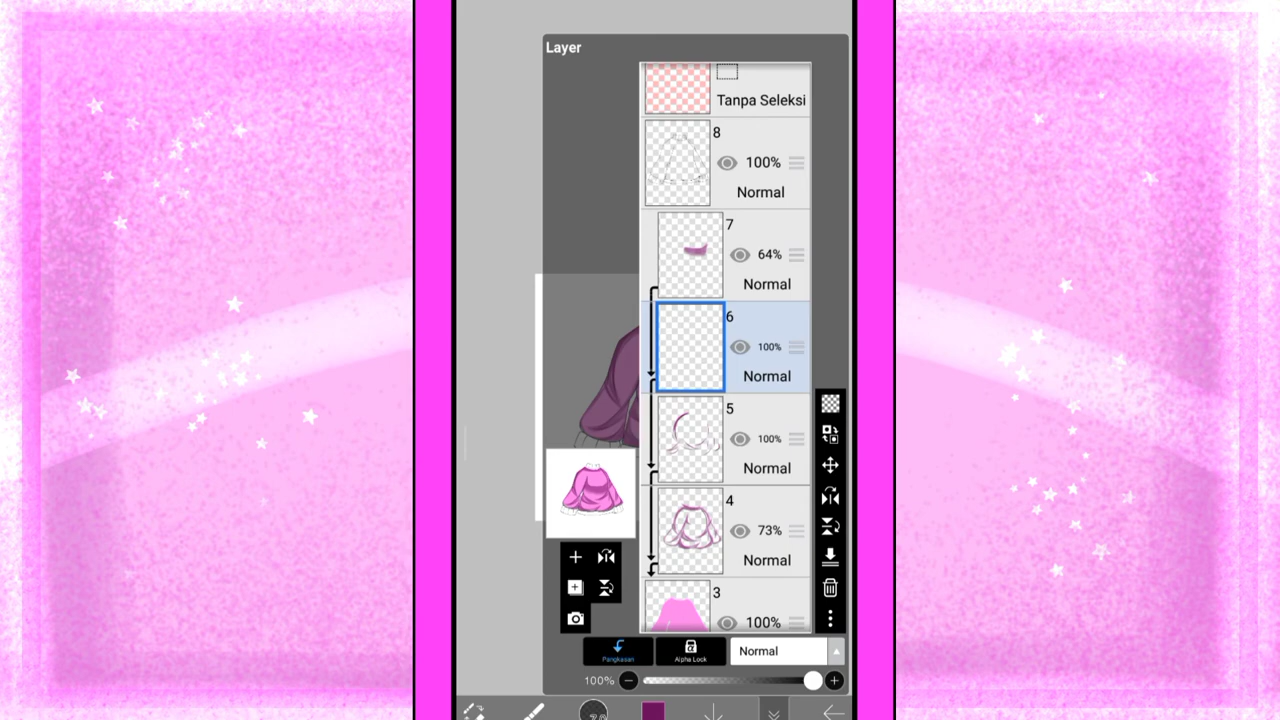 Layer
Tanpa Seleksi
8
100%
Normal
7
64%
Normal
6
100%
Normal
5
100%
Normal
4
73%
Normal
3
100%
Pangkasan
Alpha Lock
Normal
100%